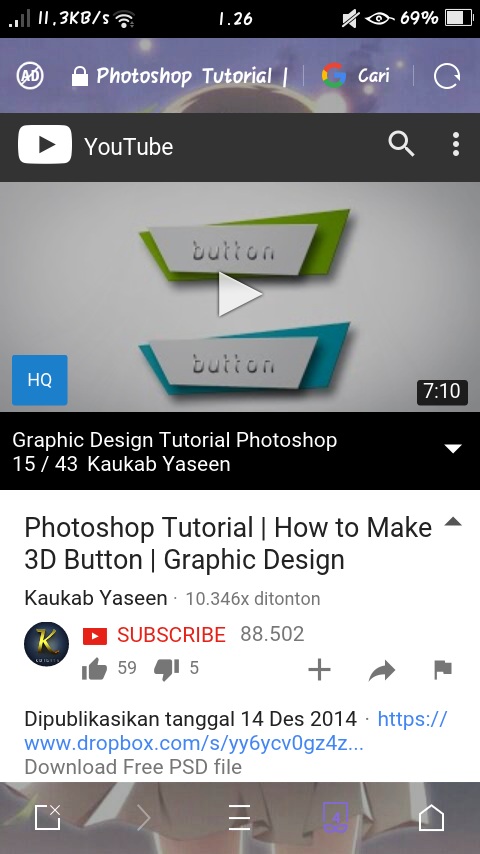 11,3KB/s
1.26
69%
AD
Photoshop Tutorial |
Cari
YouTube
button
button
HQ
7:10
Graphic Design Tutorial Photoshop
15 / 43 Kaukab Yaseen
Photoshop Tutorial | How to Make
3D Button | Graphic Design
Kaukab Yaseen · 10.346x ditonton
K
SUBSCRIBE 88.502
59
5
Dipublikasikan tanggal 14 Des 2014 · https://
www.dropbox.com/s/yy6ycv0gz4z...
Download Free PSD file